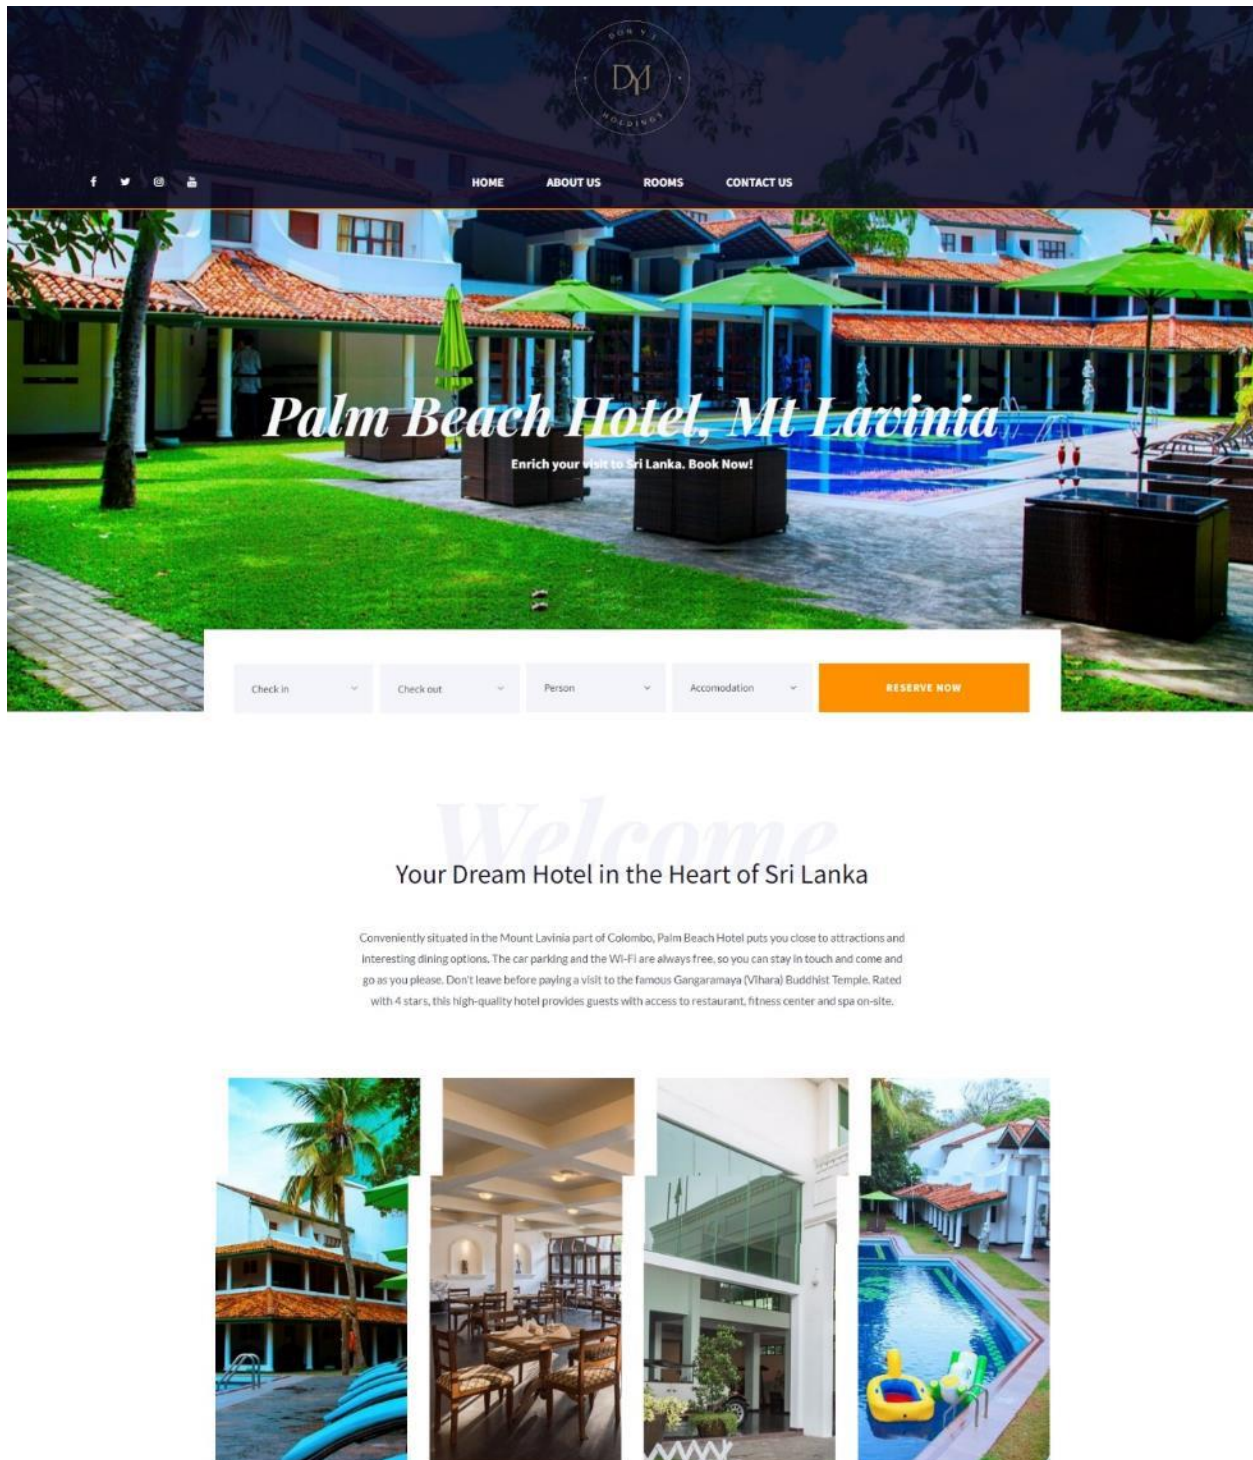 DON Y J
DYJ
HOLDINGS
HOME ABOUT US ROOMS CONTACT US
Palm Beach Hotel, Mt Lavinia
Enrich your visit to Sri Lanka. Book Now!
Check in Check out Person Accomodation RESERVE NOW
Welcome
Your Dream Hotel in the Heart of Sri Lanka
Conveniently situated in the Mount Lavinia part of Colombo, Palm Beach Hotel puts you close to attractions and
interesting dining options. The car parking and the Wi-Fi are always free, so you can stay in touch and come and
go as you please. Don't leave before paying a visit to the famous Gangaramaya (Vihara) Buddhist Temple. Rated
with 4 stars, this high-quality hotel provides guests with access to restaurant, fitness center and spa on-site.